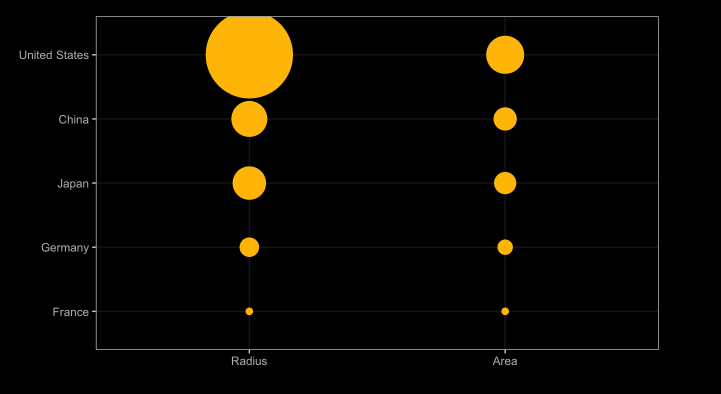 United States
China
Japan
Germany
France
Radius
Area